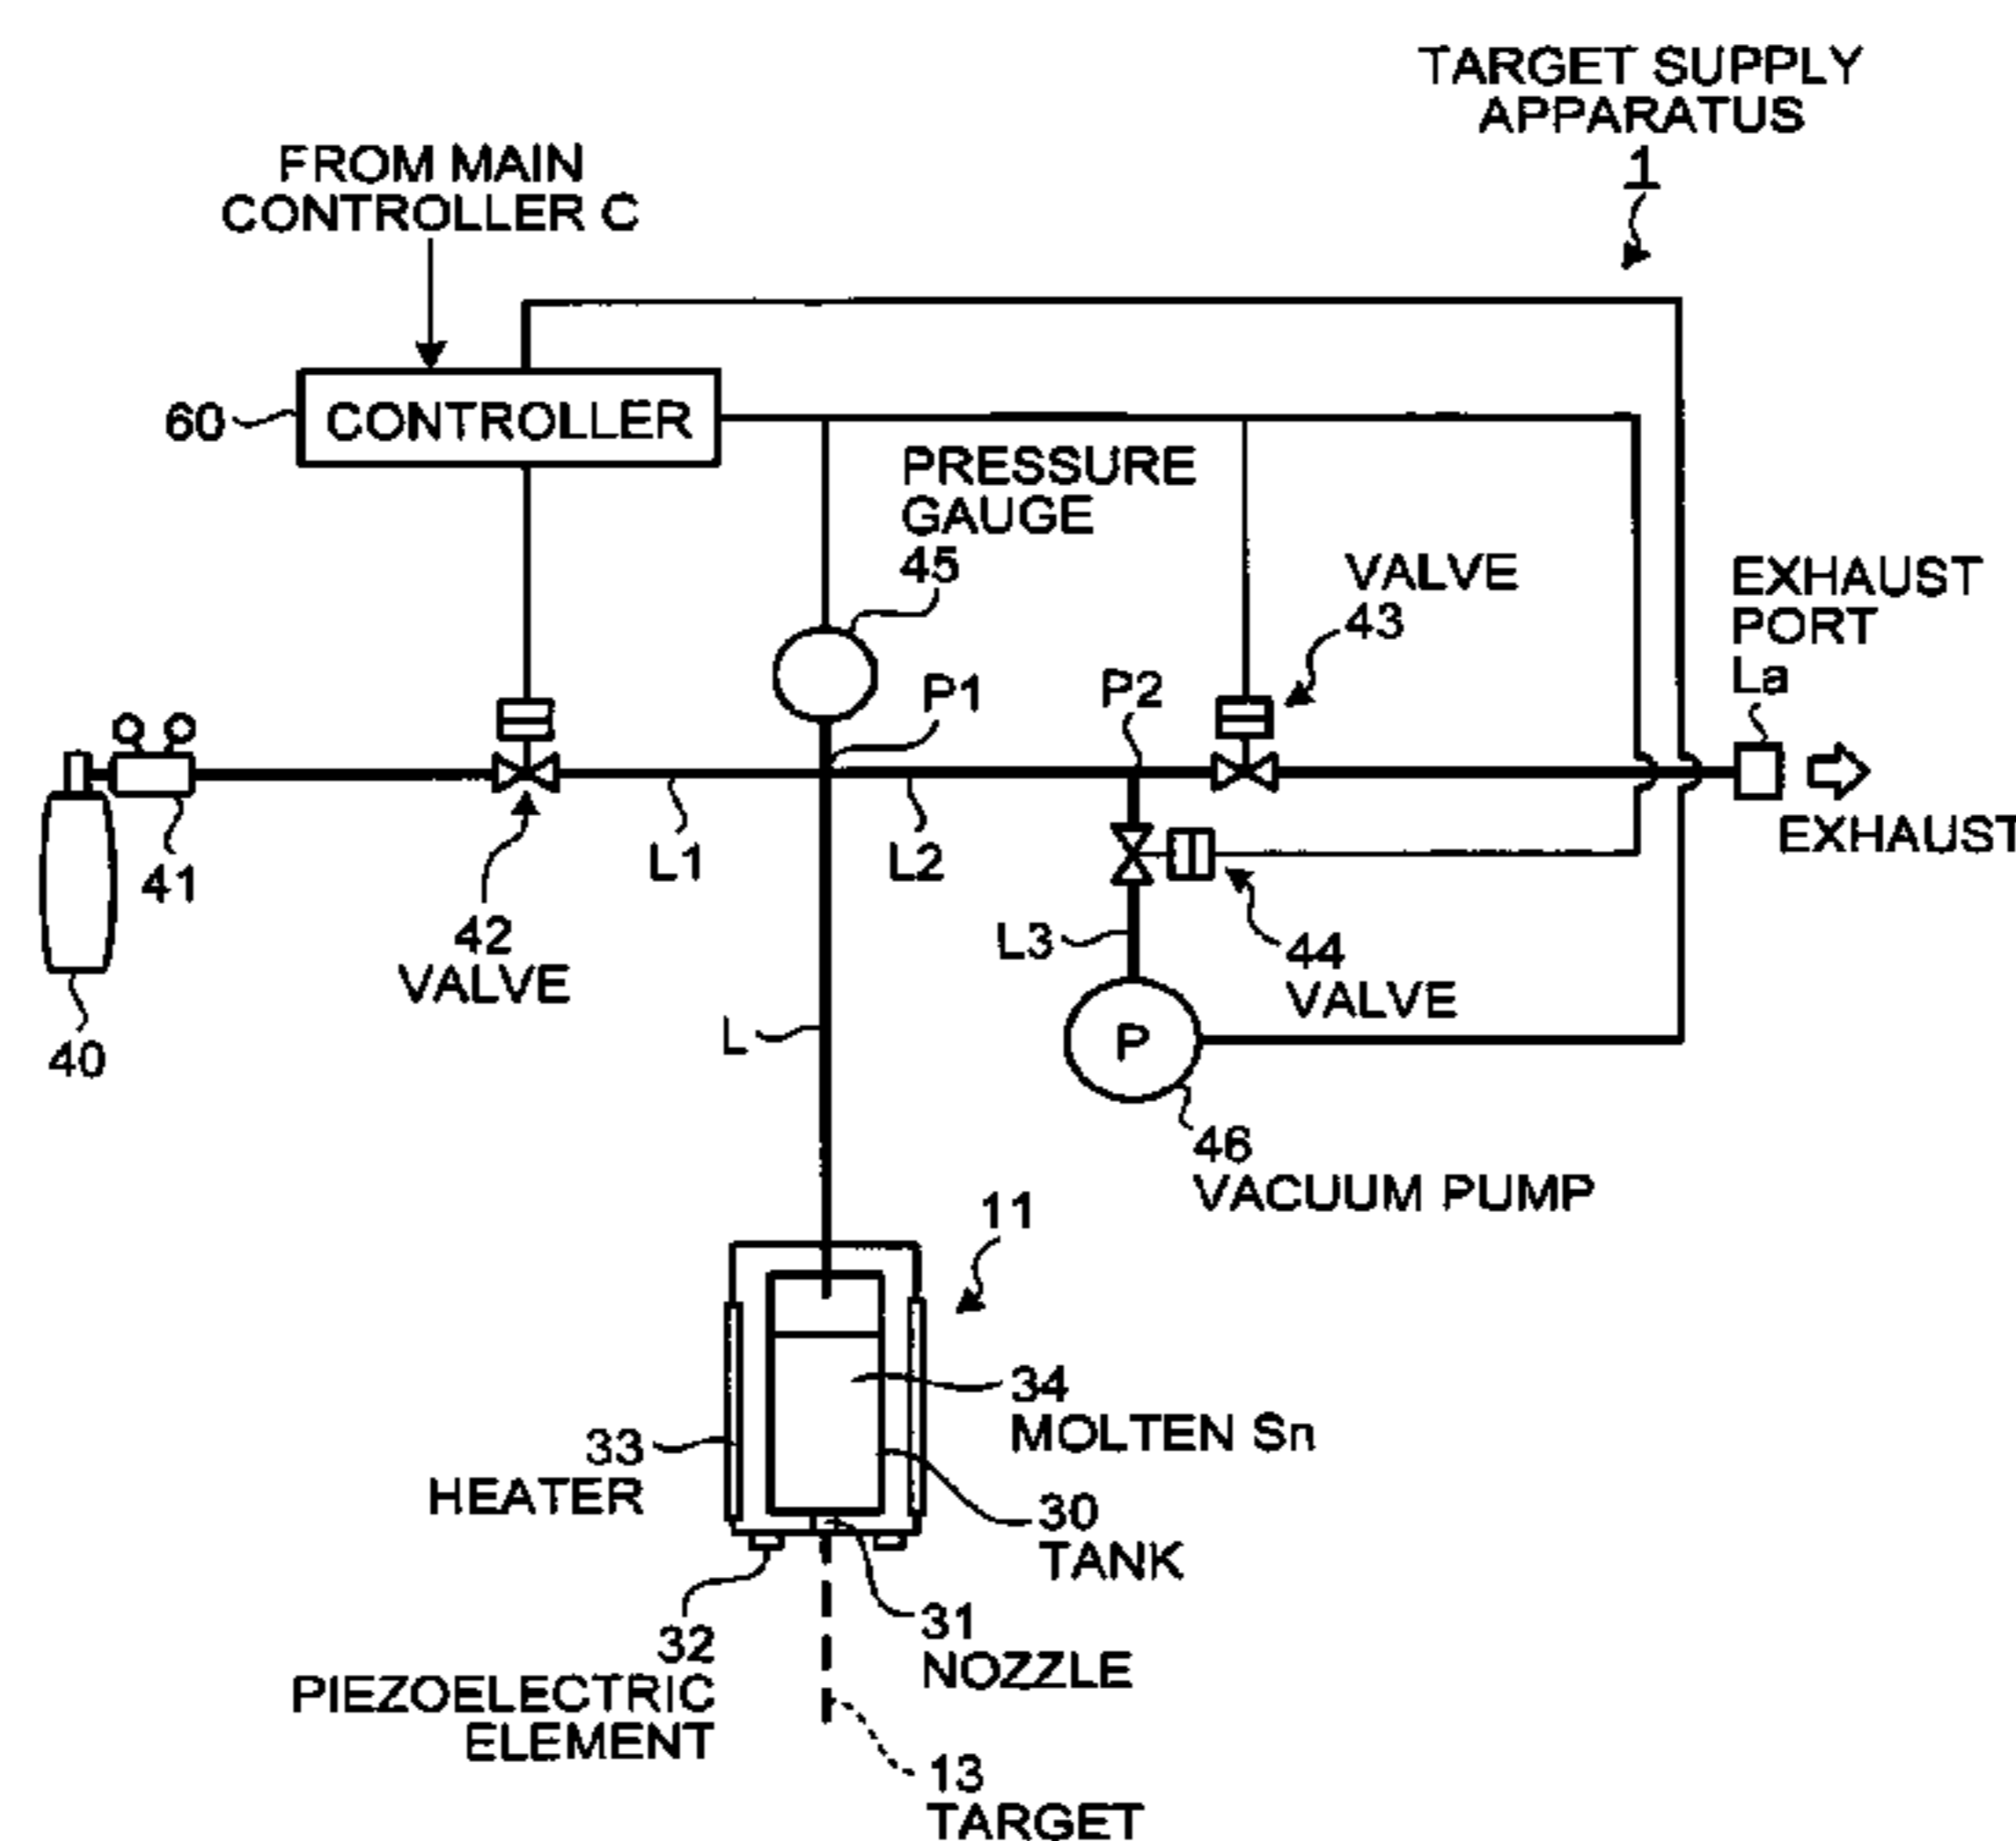 TARGET SUPPLY
APPARATUS
1
FROM MAIN
CONTROLLER C
60
CONTROLLER
PRESSURE
GAUGE
45
VALVE
43
EXHAUST
PORT
La
P1
P2
41
L1
L2
EXHAUST
42
VALVE
L3
44
VALVE
40
L
P
46
VACUUM PUMP
11
34
MOLTEN Sn
33
HEATER
30
TANK
31
NOZZLE
32
PIEZOELECTRIC
ELEMENT
13
TARGET